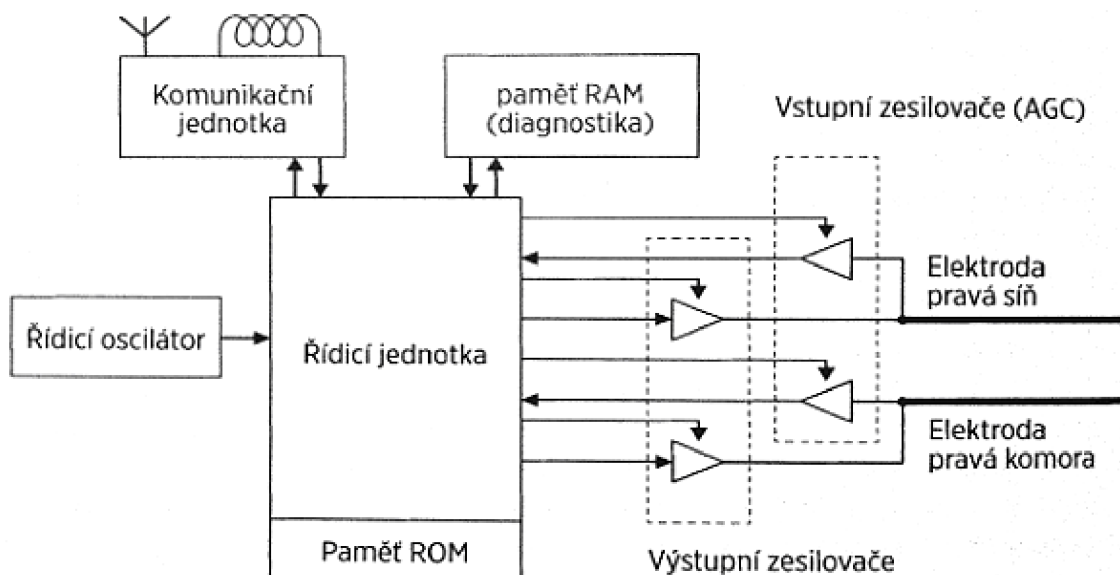 Komunikační
jednotka
paměť RAM
(diagnostika)
Vstupní zesilovače (AGC)
Elektroda
pravá síň
Řídicí oscilátor
Řídicí jednotka
Elektroda
pravá komora
Paměť ROM
Výstupní zesilovače